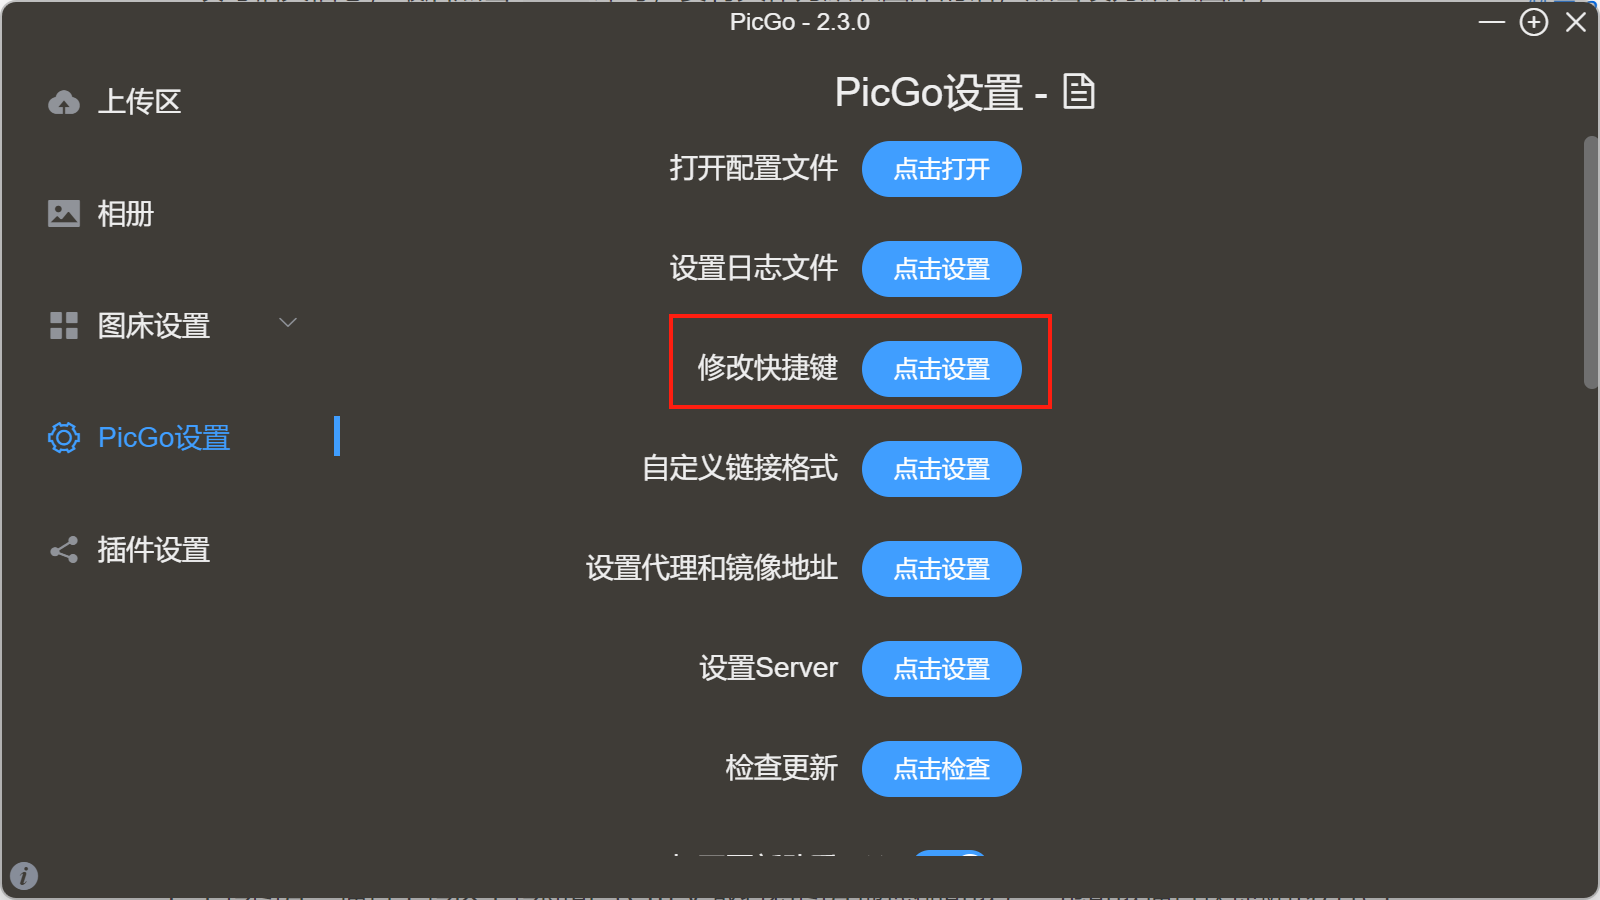 PicGo - 2.3.0
上传区
相册
图床设置
PicGo设置
插件设置
PicGo设置 -
打开配置文件 点击打开
设置日志文件 点击设置
修改快捷键 点击设置
自定义链接格式 点击设置
设置代理和镜像地址 点击设置
设置Server 点击设置
检查更新 点击检查